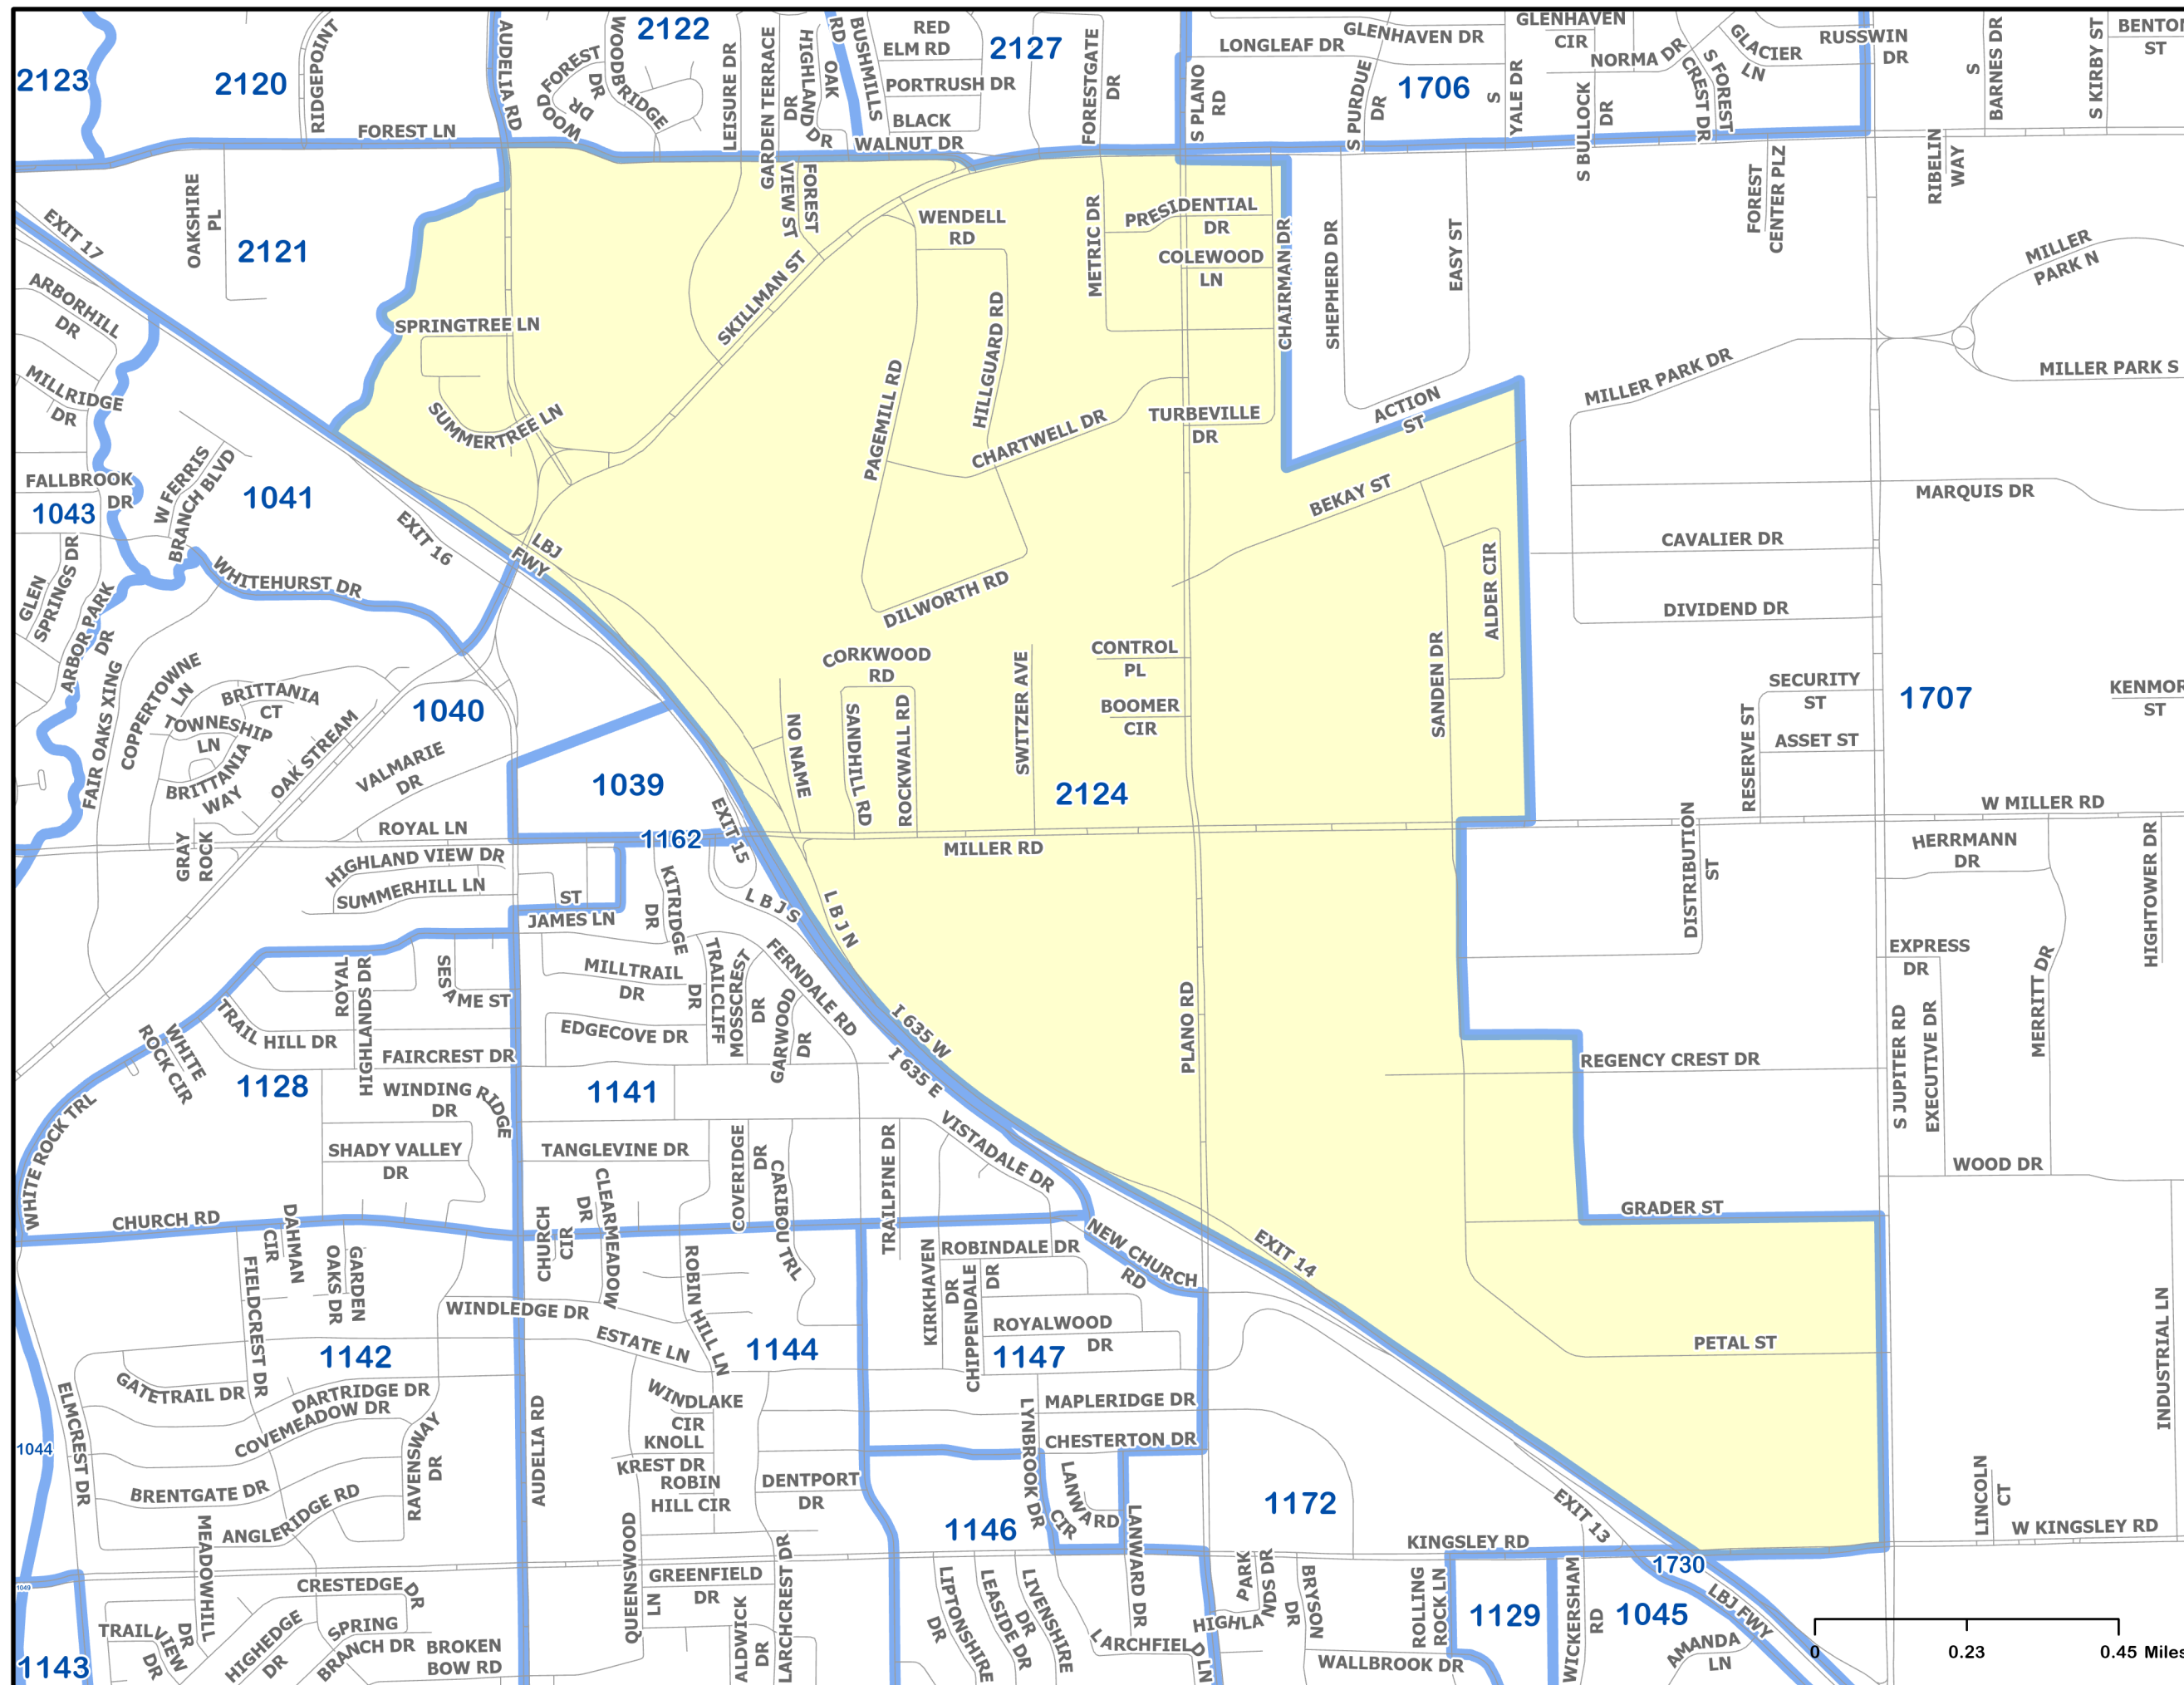 2123
2120
RIDGEPOINT
FOREST LN
AUDELIA RD
WOODFOREST
DR
WOOD
DR
WOODBRIDGE
2122
LEISURE DR
GARDEN TERRACE
DR
HIGHLAND
OAK
DR
RD
BUSHMILLS
RED
ELM RD
PORTRUSH DR
BLACK
WALNUT DR
2127
FORESTGATE
DR
S PLANO
RD
LONGLEAF DR
GLENHAVEN DR
S PURDUE
DR
1706
S
YALE DR
GLENHAVEN
CIR
NORMA DR
S BULLOCK
DR
S FOREST
CREST DR
GLACIER
LN
RUSSWIN
DR
S
BARNES DR
S KIRBY ST
BENTON
ST
RIBELIN
WAY
FOREST
CENTER PLZ
OAKSHIRE
PL
2121
EXIT 17
ARBORHILL
DR
MILLRIDGE
DR
FALLBROOK
DR
1043
W FERRIS
BRANCH BLVD
1041
EXIT 16
GLEN
SPRINGS DR
ARBOR PARK
DR
WHITEHURST DR
VIEW ST
FOREST
SKILLMAN ST
WENDELL
RD
METRIC DR
PRESIDENTIAL
DR
COLEWOOD
LN
CHAIRMAN DR
SHEPHERD DR
EASY ST
ACTION
ST
MILLER
PARK N
MILLER PARK DR
MILLER PARK S
SPRINGTREE LN
SUMMERTREE LN
PAGEMILL RD
HILLGUARD RD
CHARTWELL DR
TURBEVILLE
DR
BEKAY ST
MARQUIS DR
CAVALIER DR
ALDER CIR
DIVIDEND DR
LBJ
FWY
DILWORTH RD
CORKWOOD
RD
CONTROL
PL
BOOMER
CIR
SWITZER AVE
SANDEN DR
NO NAME
SANDHILL RD
ROCKWALL RD
2124
SECURITY
ST
RESERVE ST
ASSET ST
1707
KENMOR
ST
FAIR OAKS XING
COPPERTOWNE
LN
BRITTANIA
CT
TOWNESHIP
LN
BRITTANIA
WAY
OAK STREAM
VALMARIE
DR
1040
1039
EXIT 15
1162
ROYAL LN
GRAY
ROCK
HIGHLAND VIEW DR
SUMMERHILL LN
ST
JAMES LN
KITRIDGE
DR
LBJ S
LBJ N
MILLER RD
W MILLER RD
HERRMANN
DR
HIGHTOWER DR
DISTRIBUTION
ST
EXPRESS
DR
MERRITT DR
S JUPITER RD
EXECUTIVE DR
ROYAL
HIGHLANDS DR
SESAME ST
TRAIL HILL DR
WHITE
ROCK CIR
FAIRCREST DR
1128
WINDING RIDGE
DR
SHADY VALLEY
DR
WHITE ROCK TRL
MILLTRAIL
DR
EDGECOVE DR
TRAILCLIFF
DR
MOSSCREST
DR
GARWOOD
DR
FERNDALE RD
1141
TANGLEVINE DR
I 635 W
I 635 E
PLANO RD
REGENCY CREST DR
WOOD DR
GRADER ST
VISTADALE DR
TRAILPINE DR
COVERIDGE
DR
CARIBOU TRL
CLEARMEADOW
DR
CHURCH
CIR
CHURCH RD
DAHMAN
CIR
GARDEN
OAKS DR
FIELDCREST DR
WINDLEDGE DR
ESTATE LN
ROBIN HILL LN
1144
KIRKHAVEN
DR
ROBINDALE DR
CHIPPENDALE
DR
NEW CHURCH
RD
EXIT 14
ROYALWOOD
DR
1147
MAPLERIDGE DR
CHESTERTON DR
PETAL ST
INDUSTRIAL LN
1142
GATETRAIL DR
DARTRIDGE DR
COVEMEADOW DR
1044
ELMCREST DR
BRENTGATE DR
ANGLERIDGE RD
RAVENSWAY
DR
AUDELIA RD
WINDLAKE
CIR
KNOLL
KREST DR
ROBIN
HILL CIR
DENTPORT
DR
LYNBROOK DR
LANWARD
CIR
LANWARD DR
1146
1172
KINGSLEY RD
EXIT 13
1730
LBJ FWY
W KINGSLEY RD
LINCOLN
CT
1049
1143
MEADOWHILL
DR
TRAILVIEW
DR
HIGHEDGE
DR
CRESTEDGE
DR
SPRING
BRANCH DR
BROKEN
BOW RD
QUEENSWOOD
LN
GREENFIELD
DR
ALDWICK
DR
LARCHCREST DR
LIPTONSHIRE
DR
LEASIDE DR
LIVENSHIRE
DR
LARCHFIELD LN
PARK
HIGHLANDS DR
BRYSON
DR
ROLLING
ROCK LN
WALLBROOK DR
1129
WICKERSHAM
RD
1045
AMANDA
LN
0
0.23
0.45 Miles